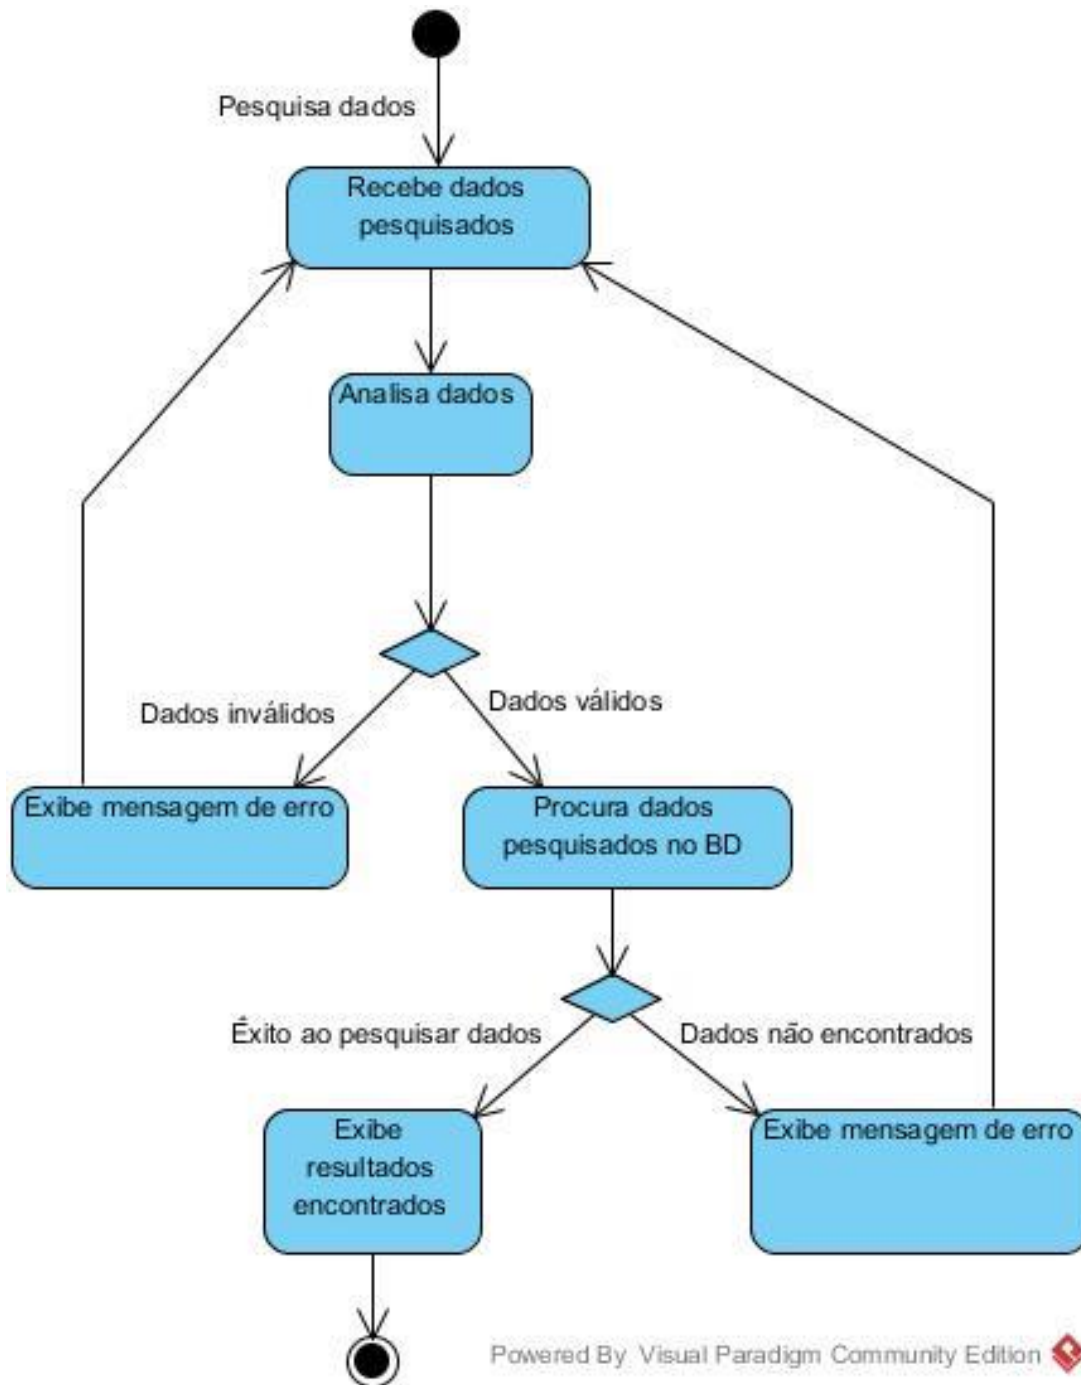 Pesquisa dados
Recebe dados
pesquisados
Analisa dados
Dados inválidos
Dados válidos
Exibe mensagem de erro
Procura dados
pesquisados no BD
Êxito ao pesquisar dados
Dados não encontrados
Exibe
resultados
encontrados
Exibe mensagem de erro
Powered By Visual Paradigm Community Edition